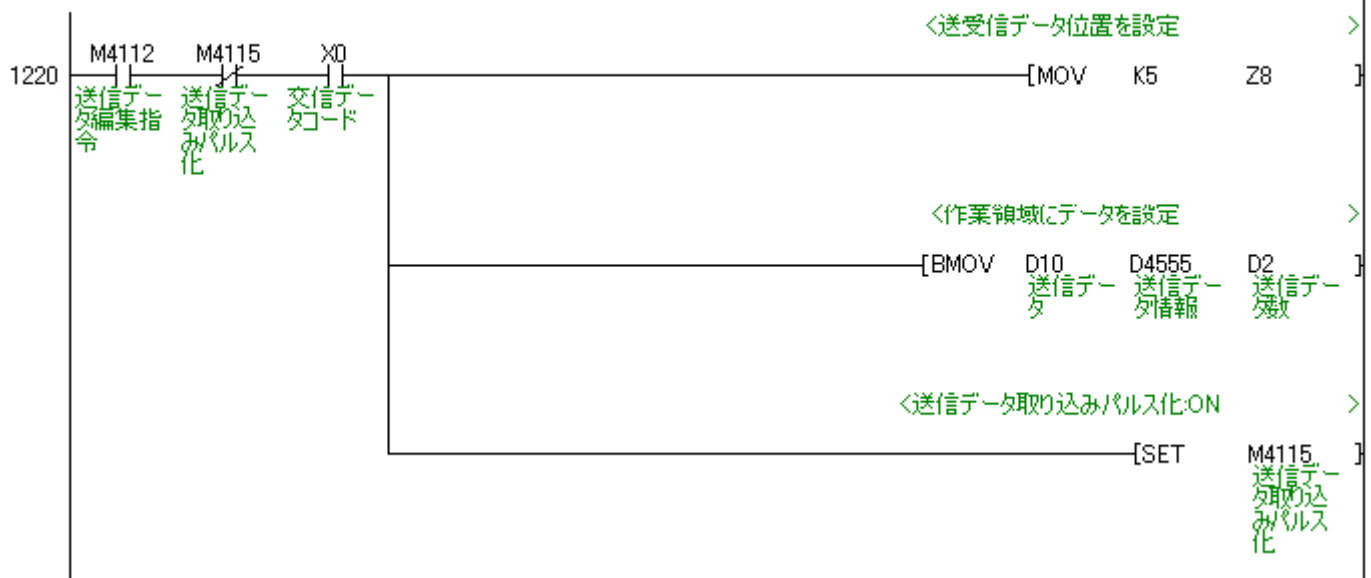 <送受信データ位置を設定 >
M4112 M4115 X0
1220 [MOV K5 Z8 ]
送信デー 送信デー 交信デー
タ編集指 タ取り込 タコード
令 みパルス
化
<作業領域にデータを設定 >
[BMOV D10 D4555 D2 ]
送信デー 送信デー 送信デー
タ タ情報 タ数
<送信データ取り込みパルス化:ON >
[SET M4115 ]
送信デー
タ取り込
みパルス
化